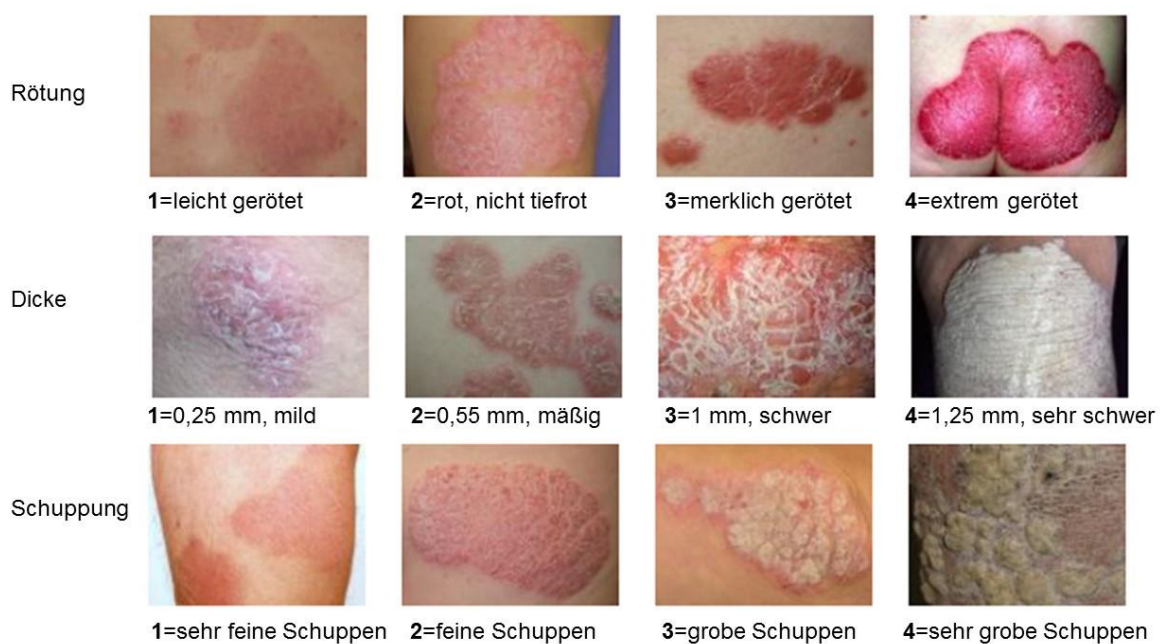 Rötung
1=leicht gerötet
2=rot, nicht tiefrot
3=merklich gerötet
4=extrem gerötet
Dicke
1=0,25 mm, mild
2=0,55 mm, mäßig
3=1 mm, schwer
4=1,25 mm, sehr schwer
Schuppung
1=sehr feine Schuppen
2=feine Schuppen
3=grobe Schuppen
4=sehr grobe Schuppen